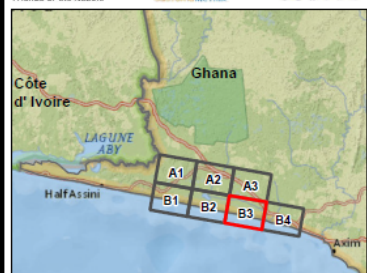 Ghana
Côte
d' Ivoire
LAGUNE
ABY
A1
A2
A3
HalfAssini
B1
B2
B3
B4
Axim